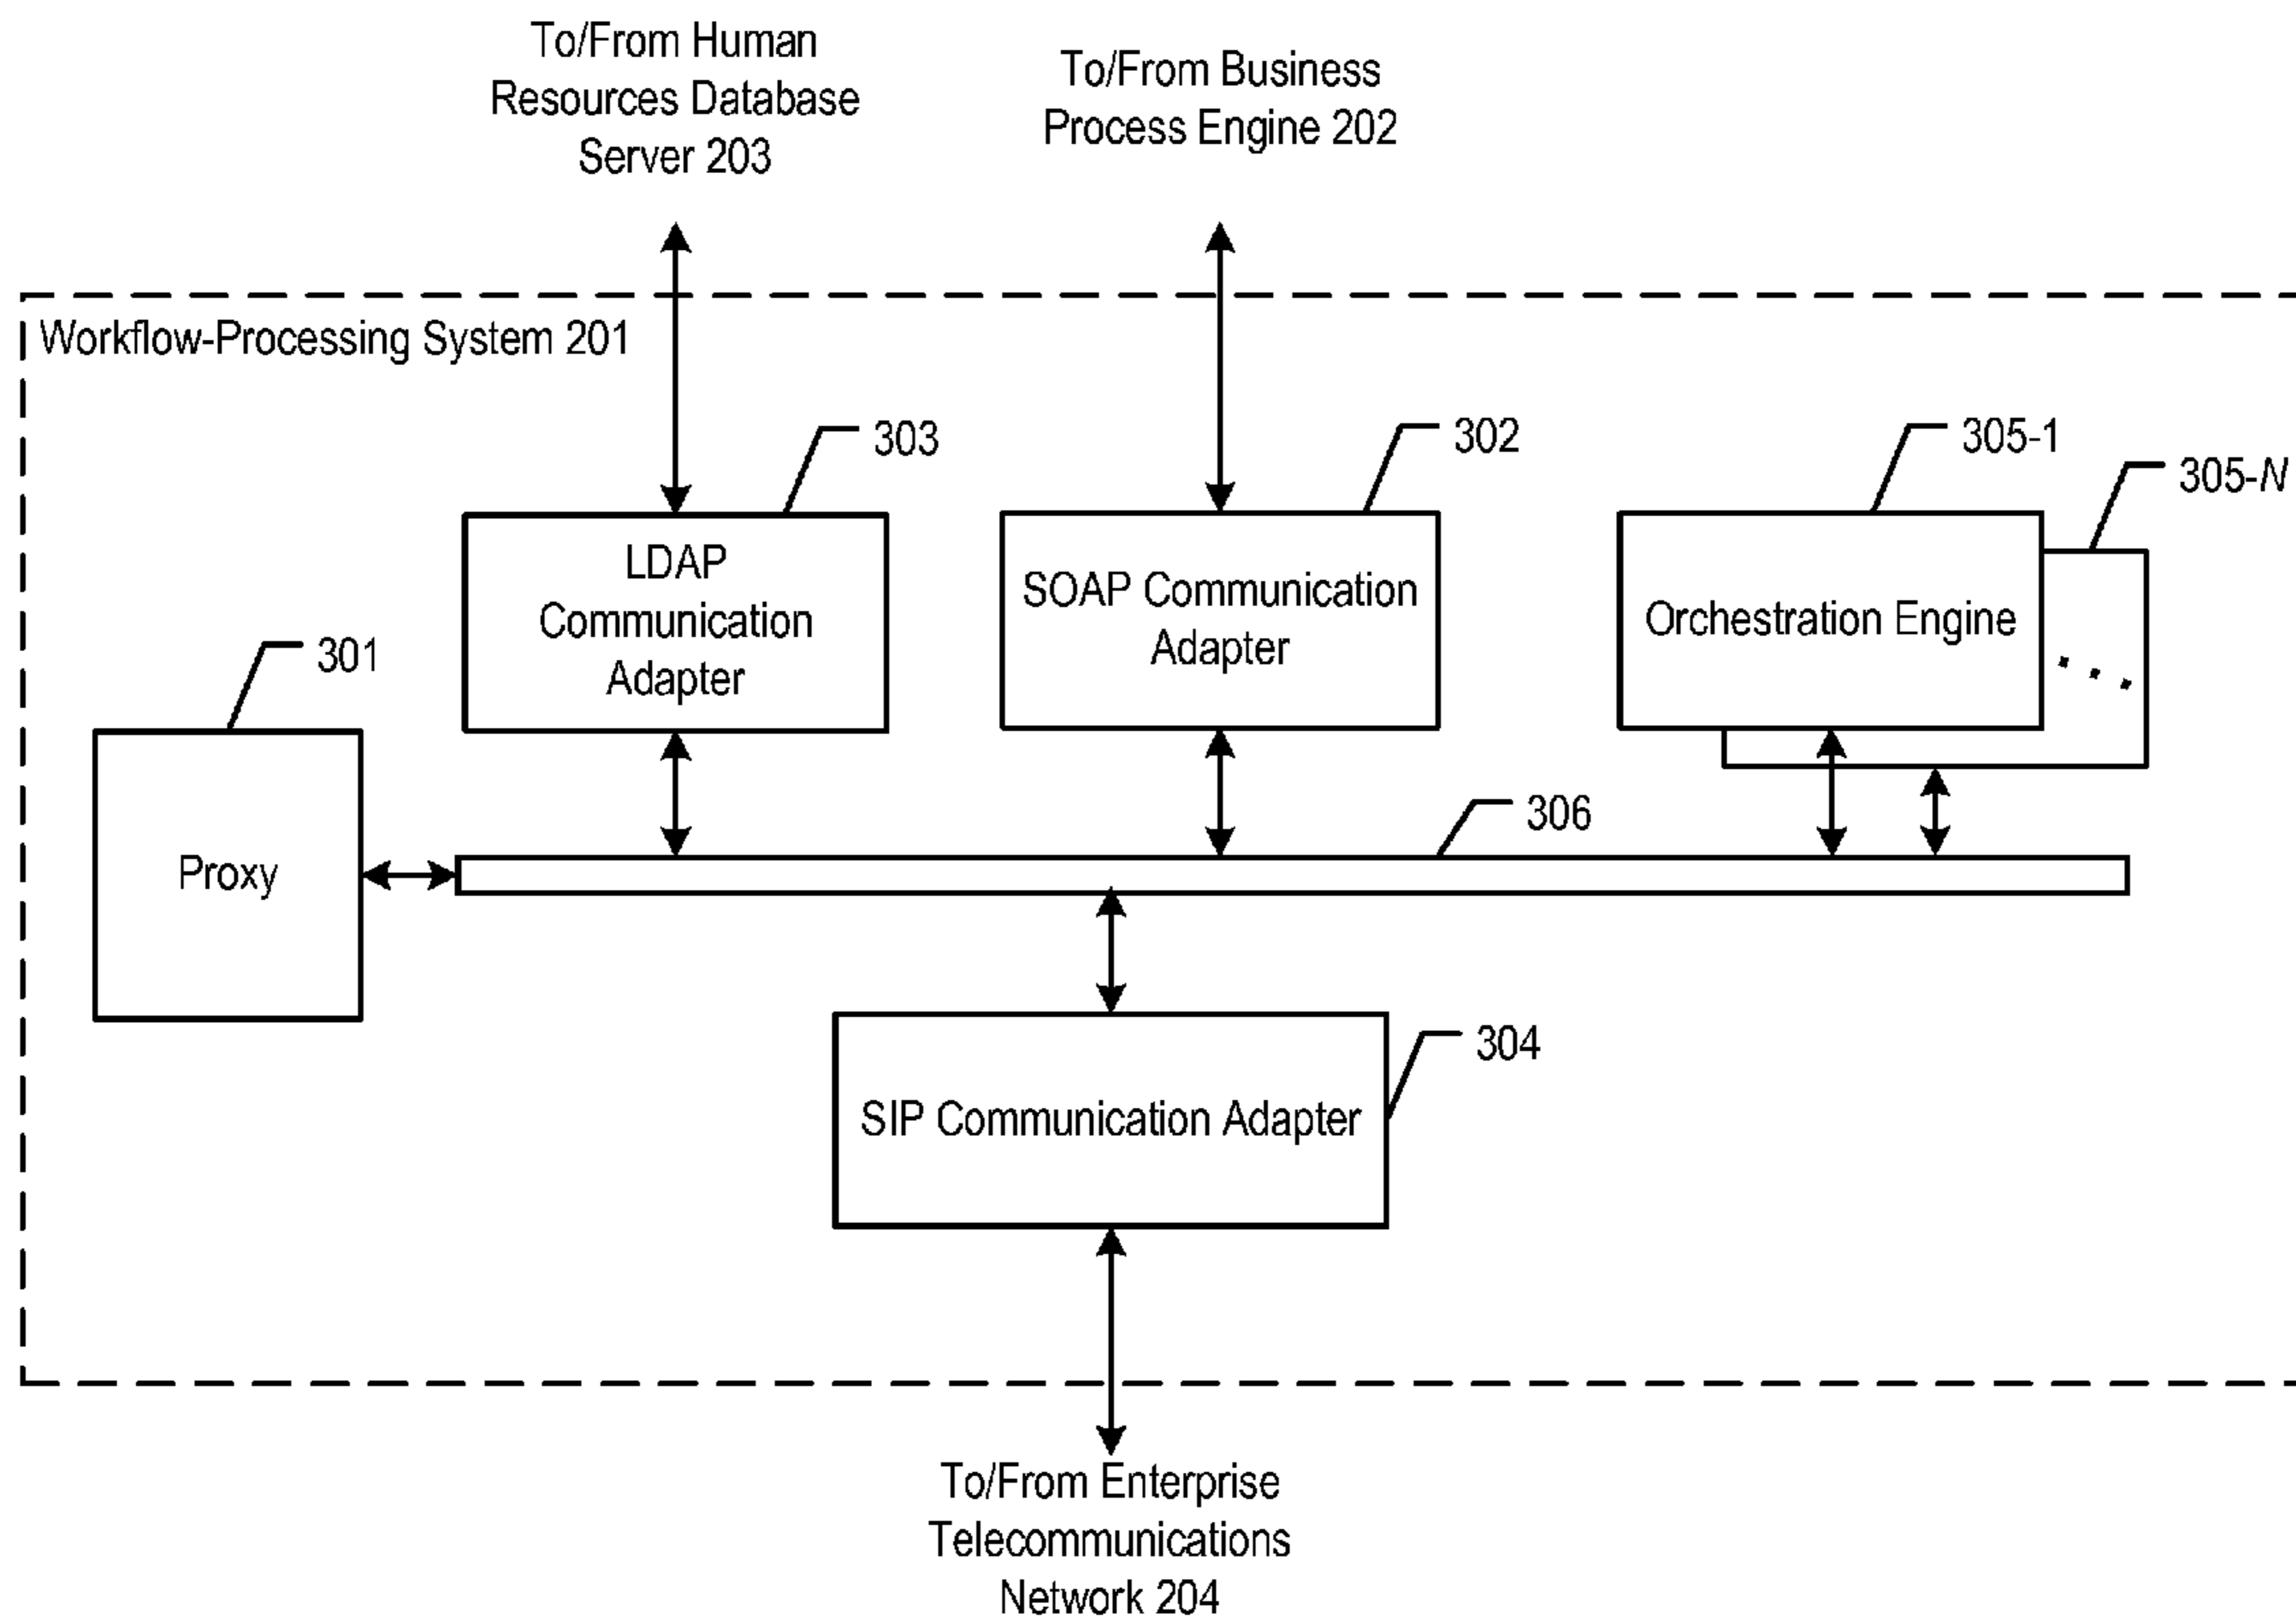 To/From Human
Resources Database
Server 203
To/From Business
Process Engine 202
Workflow-Processing System 201
303
302
305-1
305-N
LDAP
Communication
Adapter
SOAP Communication
Adapter
Orchestration Engine
. . .
301
Proxy
306
304
SIP Communication Adapter
To/From Enterprise
Telecommunications
Network 204